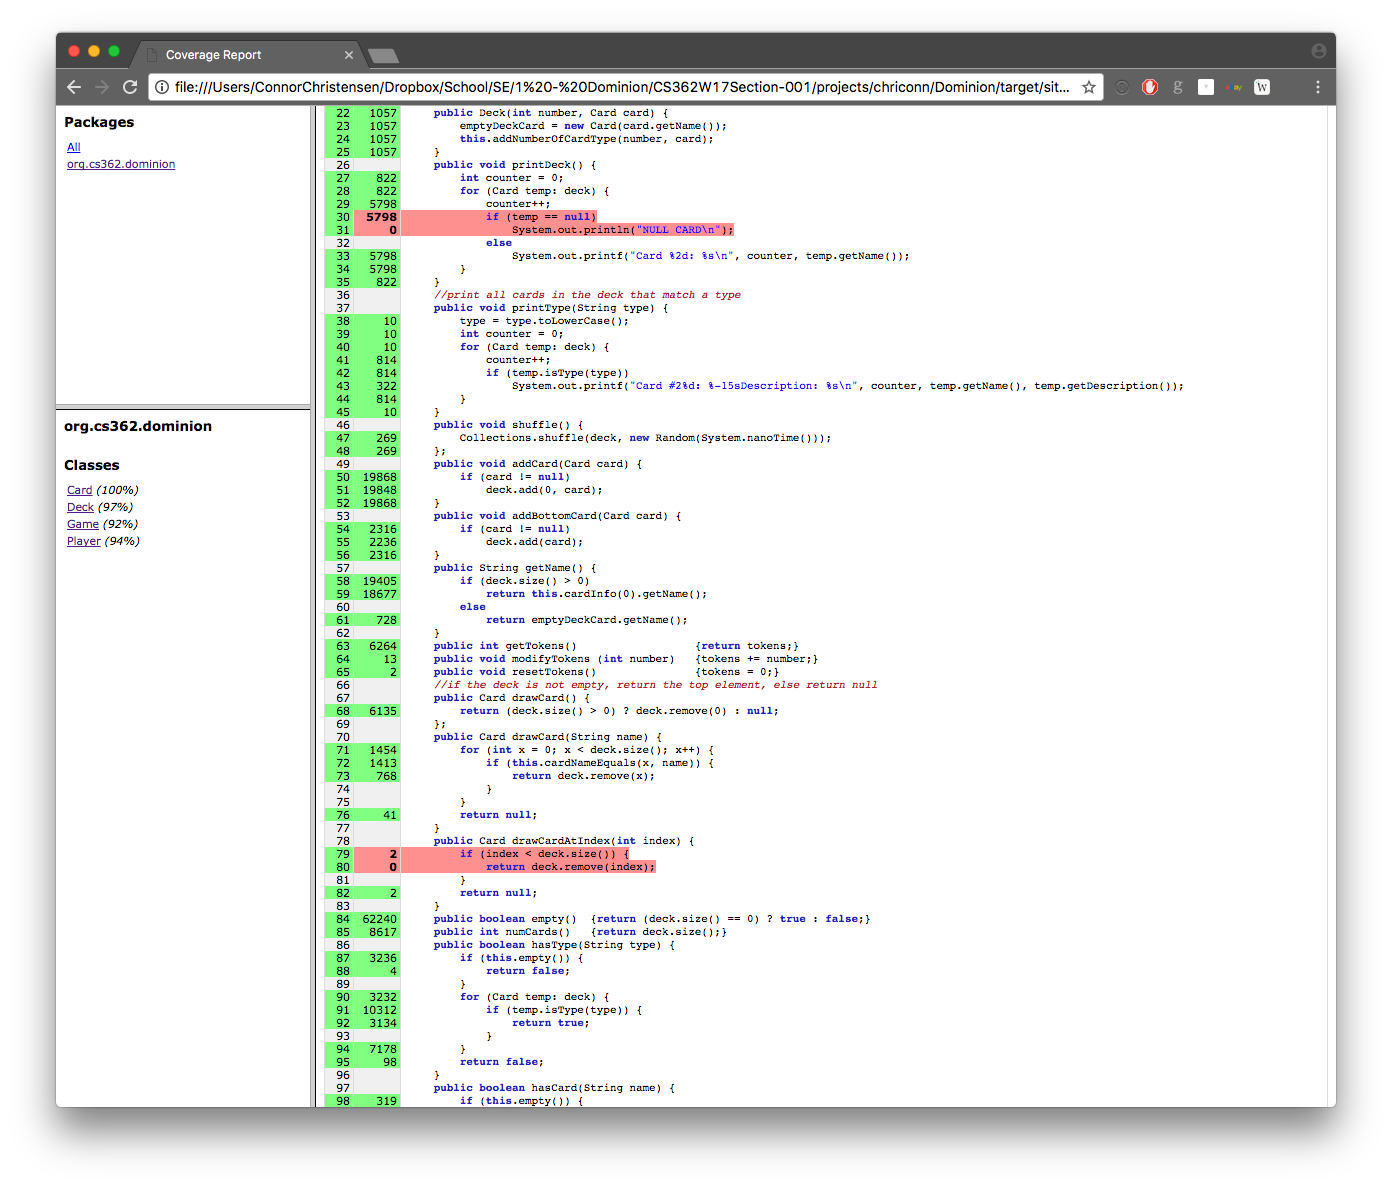 Coverage Report
file:///Users/ConnorChristensen/Dropbox/School/SE/1%20-%20Dominion/CS362W17Section-001/projects/chriconn/Dominion/target/sit...
Packages
All
org.cs362.dominion
org.cs362.dominion
Classes
Card (100%)
Deck (97%)
Game (92%)
Player (94%)
22 1057 public Deck(int number, Card card) {
23 1057 emptyDeckCard = new Card(card.getName());
24 1057 this.addNumberOfCardType(number, card);
25 1057 }
26 public void printDeck() {
27 822 int counter = 0;
28 822 for (Card temp: deck) {
29 5798 counter++;
30 5798 if (temp == null)
31 0 System.out.println("NULL CARD\n");
32 else
33 5798 System.out.printf("Card %2d: %s\n", counter, temp.getName());
34 5798 }
35 822 }
36 //print all cards in the deck that match a type
37 public void printType(String type) {
38 10 type = type.toLowerCase();
39 10 int counter = 0;
40 10 for (Card temp: deck) {
41 814 counter++;
42 814 if (temp.isType(type))
43 322 System.out.printf("Card #2%d: %-15sDescription: %s\n", counter, temp.getName(), temp.getDescription());
44 814 }
45 10 }
46 public void shuffle() {
47 269 Collections.shuffle(deck, new Random(System.nanoTime()));
48 269 };
49 public void addCard(Card card) {
50 19868 if (card != null)
51 19848 deck.add(0, card);
52 19868 }
53 public void addBottomCard(Card card) {
54 2316 if (card != null)
55 2236 deck.add(card);
56 2316 }
57 public String getName() {
58 19405 if (deck.size() > 0)
59 18677 return this.cardInfo(0).getName();
60 else
61 728 return emptyDeckCard.getName();
62 }
63 6264 public int getTokens() {return tokens;}
64 13 public void modifyTokens (int number) {tokens += number;}
65 2 public void resetTokens() {tokens = 0;}
66 //if the deck is not empty, return the top element, else return null
67 public Card drawCard() {
68 6135 return (deck.size() > 0) ? deck.remove(0) : null;
69 };
70 public Card drawCard(String name) {
71 1454 for (int x = 0; x < deck.size(); x++) {
72 1413 if (this.cardNameEquals(x, name)) {
73 768 return deck.remove(x);
74 }
75 }
76 41 return null;
77 }
78 public Card drawCardAtIndex(int index) {
79 2 if (index < deck.size()) {
80 0 return deck.remove(index);
81 }
82 2 return null;
83 }
84 62240 public boolean empty() {return (deck.size() == 0) ? true : false;}
85 8617 public int numCards() {return deck.size();}
86 public boolean hasType(String type) {
87 3236 if (this.empty()) {
88 4 return false;
89 }
90 3232 for (Card temp: deck) {
91 10312 if (temp.isType(type)) {
92 3134 return true;
93 }
94 7178 }
95 98 return false;
96 }
97 public boolean hasCard(String name) {
98 319 if (this.empty()) {